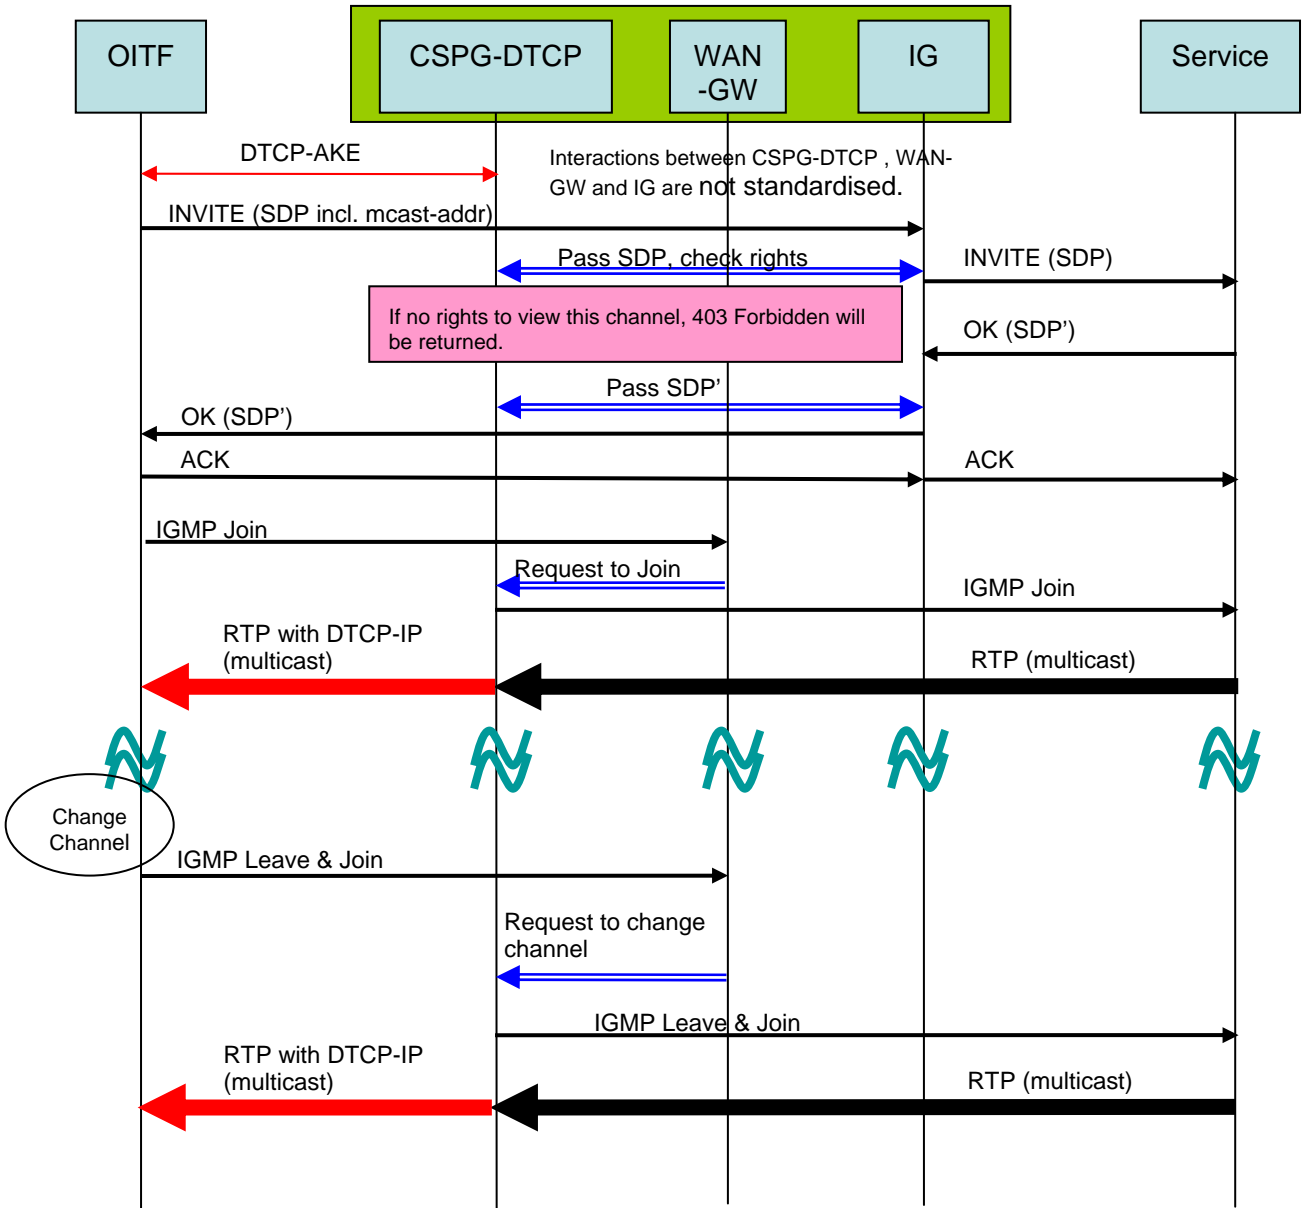 OITF
CSPG-DTCP
WAN
-GW
IG
Service
DTCP-AKE
Interactions between CSPG-DTCP , WAN-
GW and IG are not standardised.
INVITE (SDP incl. mcast-addr)
Pass SDP, check rights
INVITE (SDP)
If no rights to view this channel, 403 Forbidden will
be returned.
OK (SDP’)
Pass SDP’
OK (SDP’)
ACK
ACK
IGMP Join
Request to Join
IGMP Join
RTP with DTCP-IP
(multicast)
RTP (multicast)
Change
Channel
IGMP Leave & Join
Request to change
channel
IGMP Leave & Join
RTP with DTCP-IP
(multicast)
RTP (multicast)